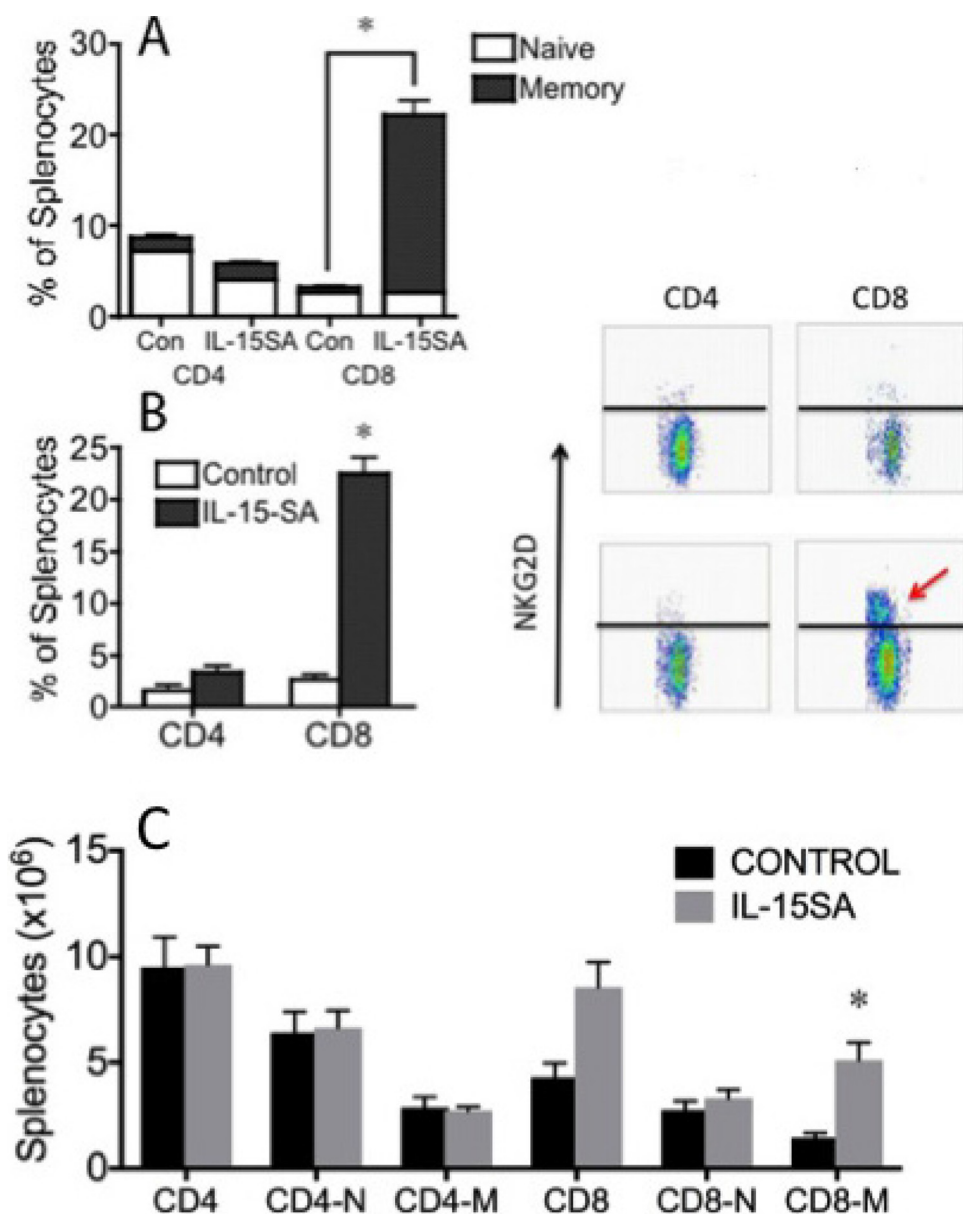 A
30
20
10
0
% of Splenocytes
*
Naive
Memory
Con IL-15SA Con IL-15SA
CD4 CD8
B
25
20
15
10
5
0
% of Splenocytes
*
Control
IL-15-SA
CD4 CD8
CD4 CD8
NKG2D
C
15
10
5
0
Splenocytes (x10⁶)
CONTROL
IL-15SA
*
CD4 CD4-N CD4-M CD8 CD8-N CD8-M